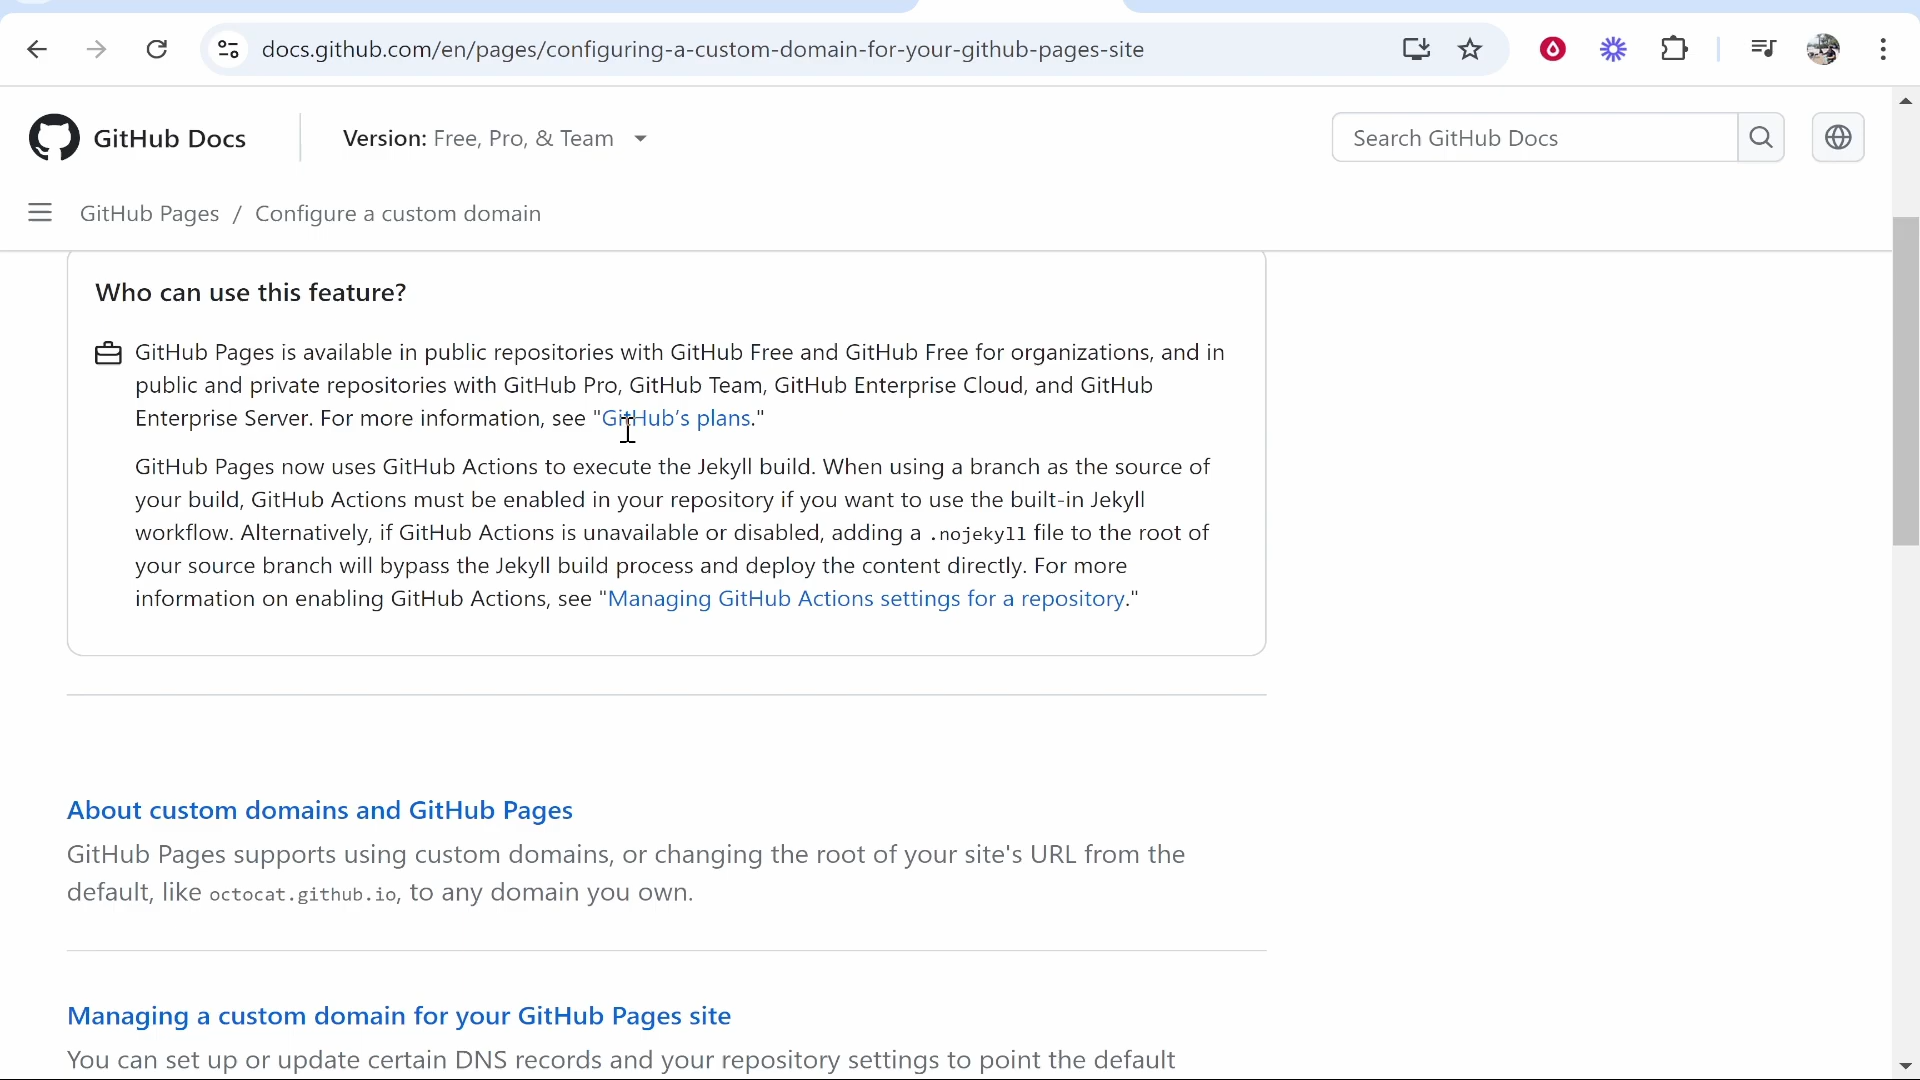 docs.github.com/en/pages/configuring-a-custom-domain-for-your-github-pages-site
GitHub Docs
Version: Free, Pro, & Team
Search GitHub Docs
GitHub Pages / Configure a custom domain
Who can use this feature?
GitHub Pages is available in public repositories with GitHub Free and GitHub Free for organizations, and in
public and private repositories with GitHub Pro, GitHub Team, GitHub Enterprise Cloud, and GitHub
Enterprise Server. For more information, see "GitHub’s plans."
GitHub Pages now uses GitHub Actions to execute the Jekyll build. When using a branch as the source of
your build, GitHub Actions must be enabled in your repository if you want to use the built-in Jekyll
workflow. Alternatively, if GitHub Actions is unavailable or disabled, adding a .nojekyll file to the root of
your source branch will bypass the Jekyll build process and deploy the content directly. For more
information on enabling GitHub Actions, see "Managing GitHub Actions settings for a repository."
About custom domains and GitHub Pages
GitHub Pages supports using custom domains, or changing the root of your site's URL from the
default, like octocat.github.io, to any domain you own.
Managing a custom domain for your GitHub Pages site
You can set up or update certain DNS records and your repository settings to point the default